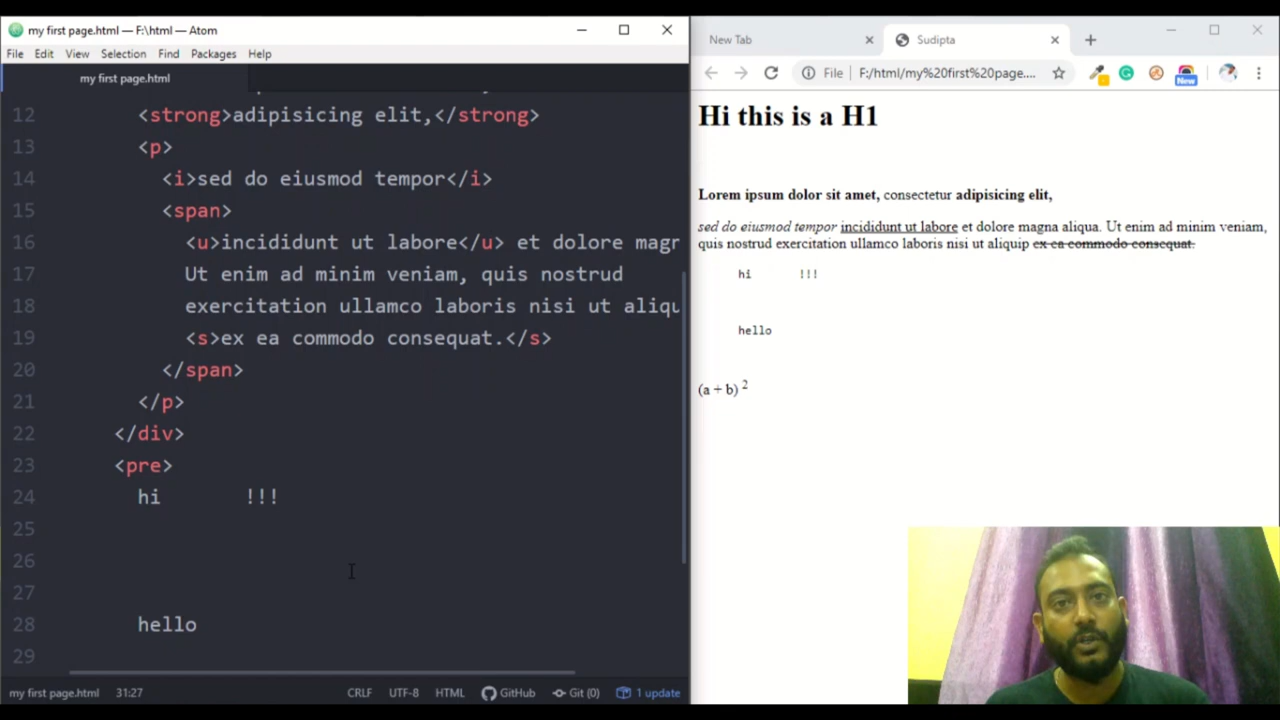 my first page.html — F:\html — Atom
File Edit View Selection Find Packages Help
my first page.html
12 <strong>adipisicing elit,</strong>
13 <p>
14 <i>sed do eiusmod tempor</i>
15 <span>
16 <u>incididunt ut labore</u> et dolore magr
17 Ut enim ad minim veniam, quis nostrud
18 exercitation ullamco laboris nisi ut aliqu
19 <s>ex ea commodo consequat.</s>
20 </span>
21 </p>
22 </div>
23 <pre>
24 hi !!!
25
26
27
28 hello
29
my first page.html 31:27 CRLF UTF-8 HTML GitHub Git (0) 1 update
New Tab Sudipta
File F:/html/my%20first%20page....
New
Hi this is a H1
Lorem ipsum dolor sit amet, consectetur adipisicing elit,
sed do eiusmod tempor incididunt ut labore et dolore magna aliqua. Ut enim ad minim veniam,
quis nostrud exercitation ullamco laboris nisi ut aliquip ex ea commodo consequat.
hi !!!
hello
(a + b) 2